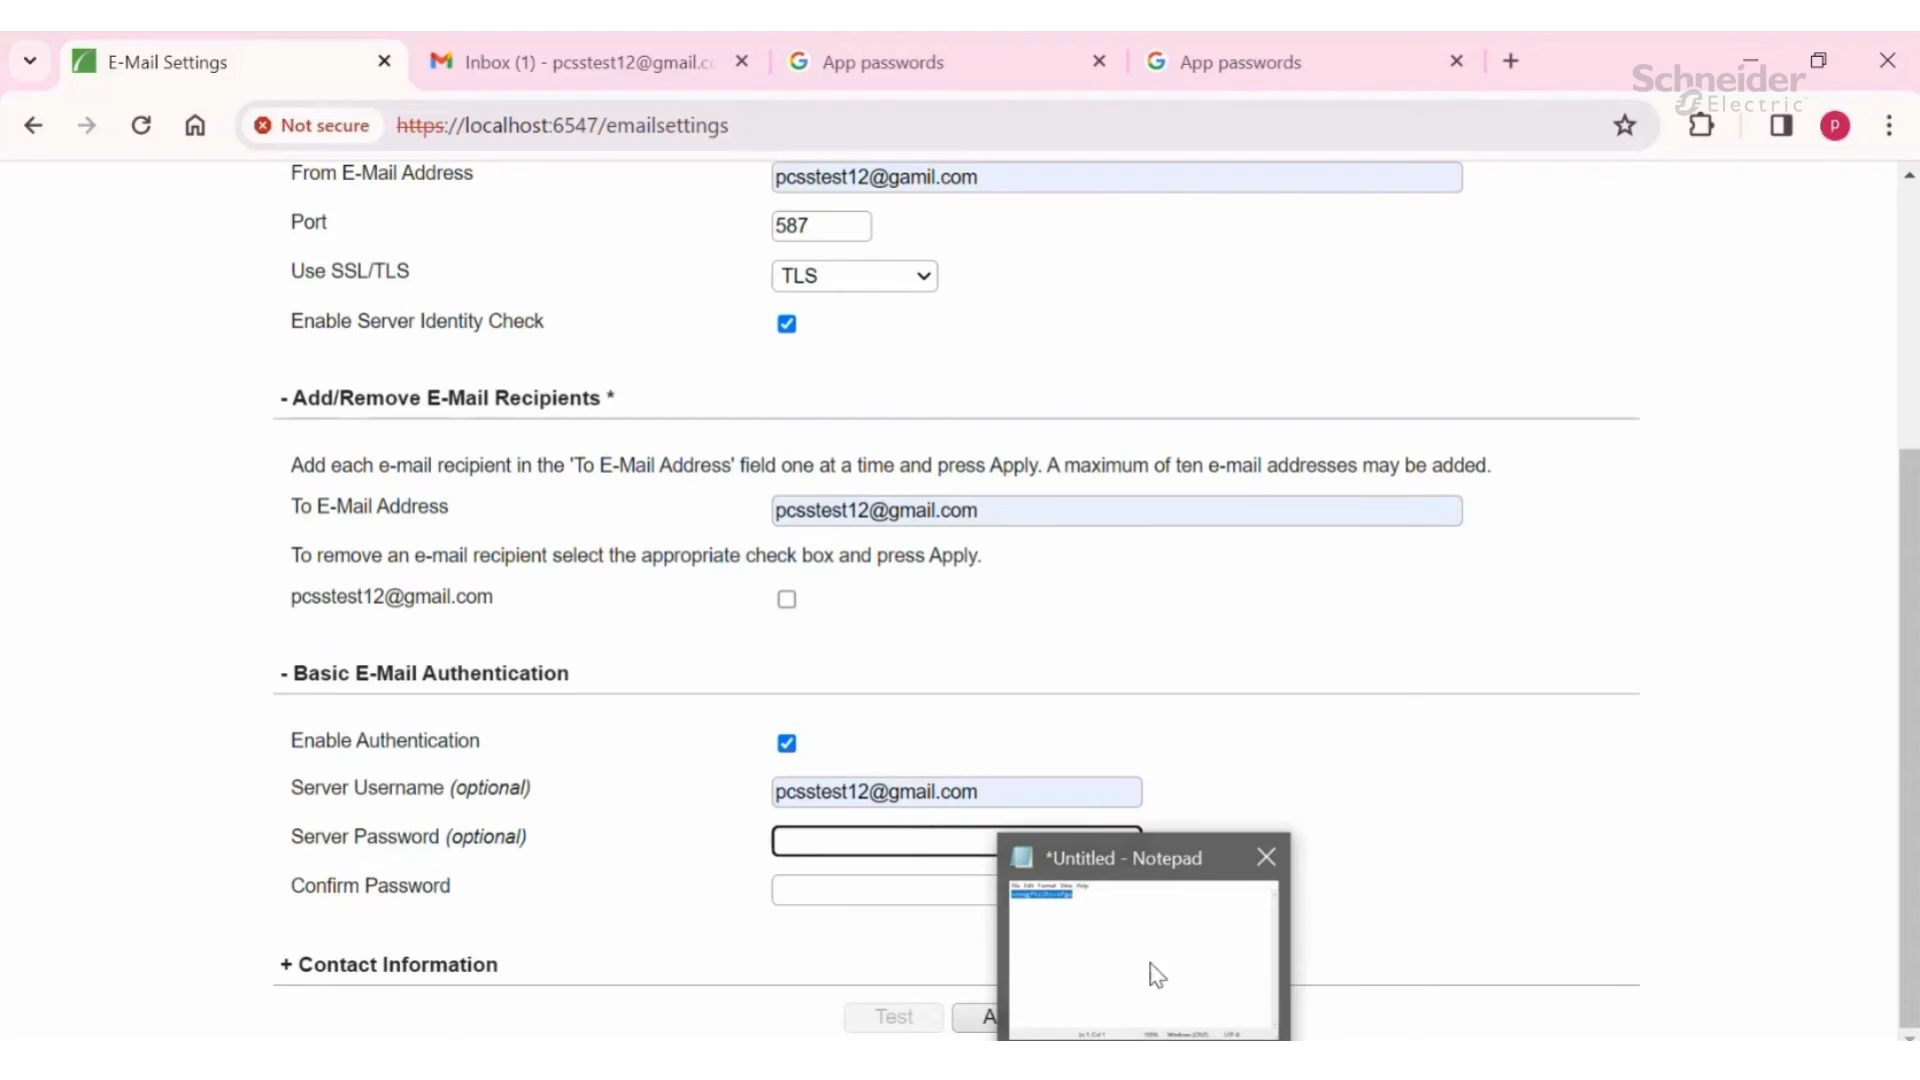 E-Mail Settings
Inbox (1) - pcsstest12@gmail.c
App passwords
App passwords
Schneider
Electric
Not secure
https://localhost:6547/emailsettings
P
From E-Mail Address
pcsstest12@gamil.com
Port
587
Use SSL/TLS
TLS
Enable Server Identity Check
- Add/Remove E-Mail Recipients *
Add each e-mail recipient in the 'To E-Mail Address' field one at a time and press Apply. A maximum of ten e-mail addresses may be added.
To E-Mail Address
pcsstest12@gmail.com
To remove an e-mail recipient select the appropriate check box and press Apply.
pcsstest12@gmail.com
- Basic E-Mail Authentication
Enable Authentication
Server Username (optional)
pcsstest12@gmail.com
Server Password (optional)
*Untitled - Notepad
File Edit Format View Help
Confirm Password
+ Contact Information
Test
A